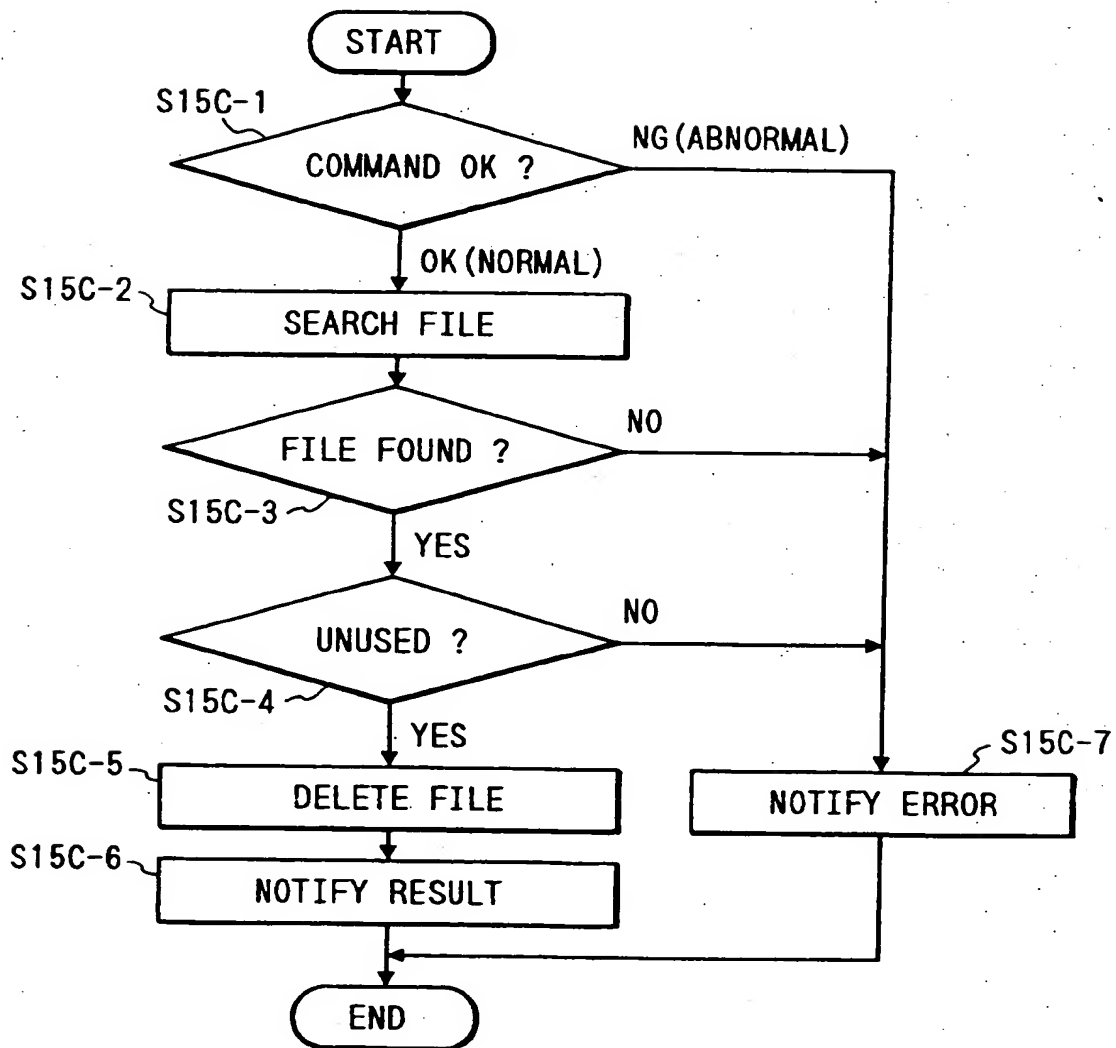 START
S15C-1
NG(ABNORMAL)
COMMAND OK ?
OK(NORMAL)
S15C-2
SEARCH FILE
NO
FILE FOUND ?
S15C-3
YES
NO
UNUSED ?
S15C-4
YES
S15C-7
S15C-5
DELETE FILE
NOTIFY ERROR
S15C-6
NOTIFY RESULT
END